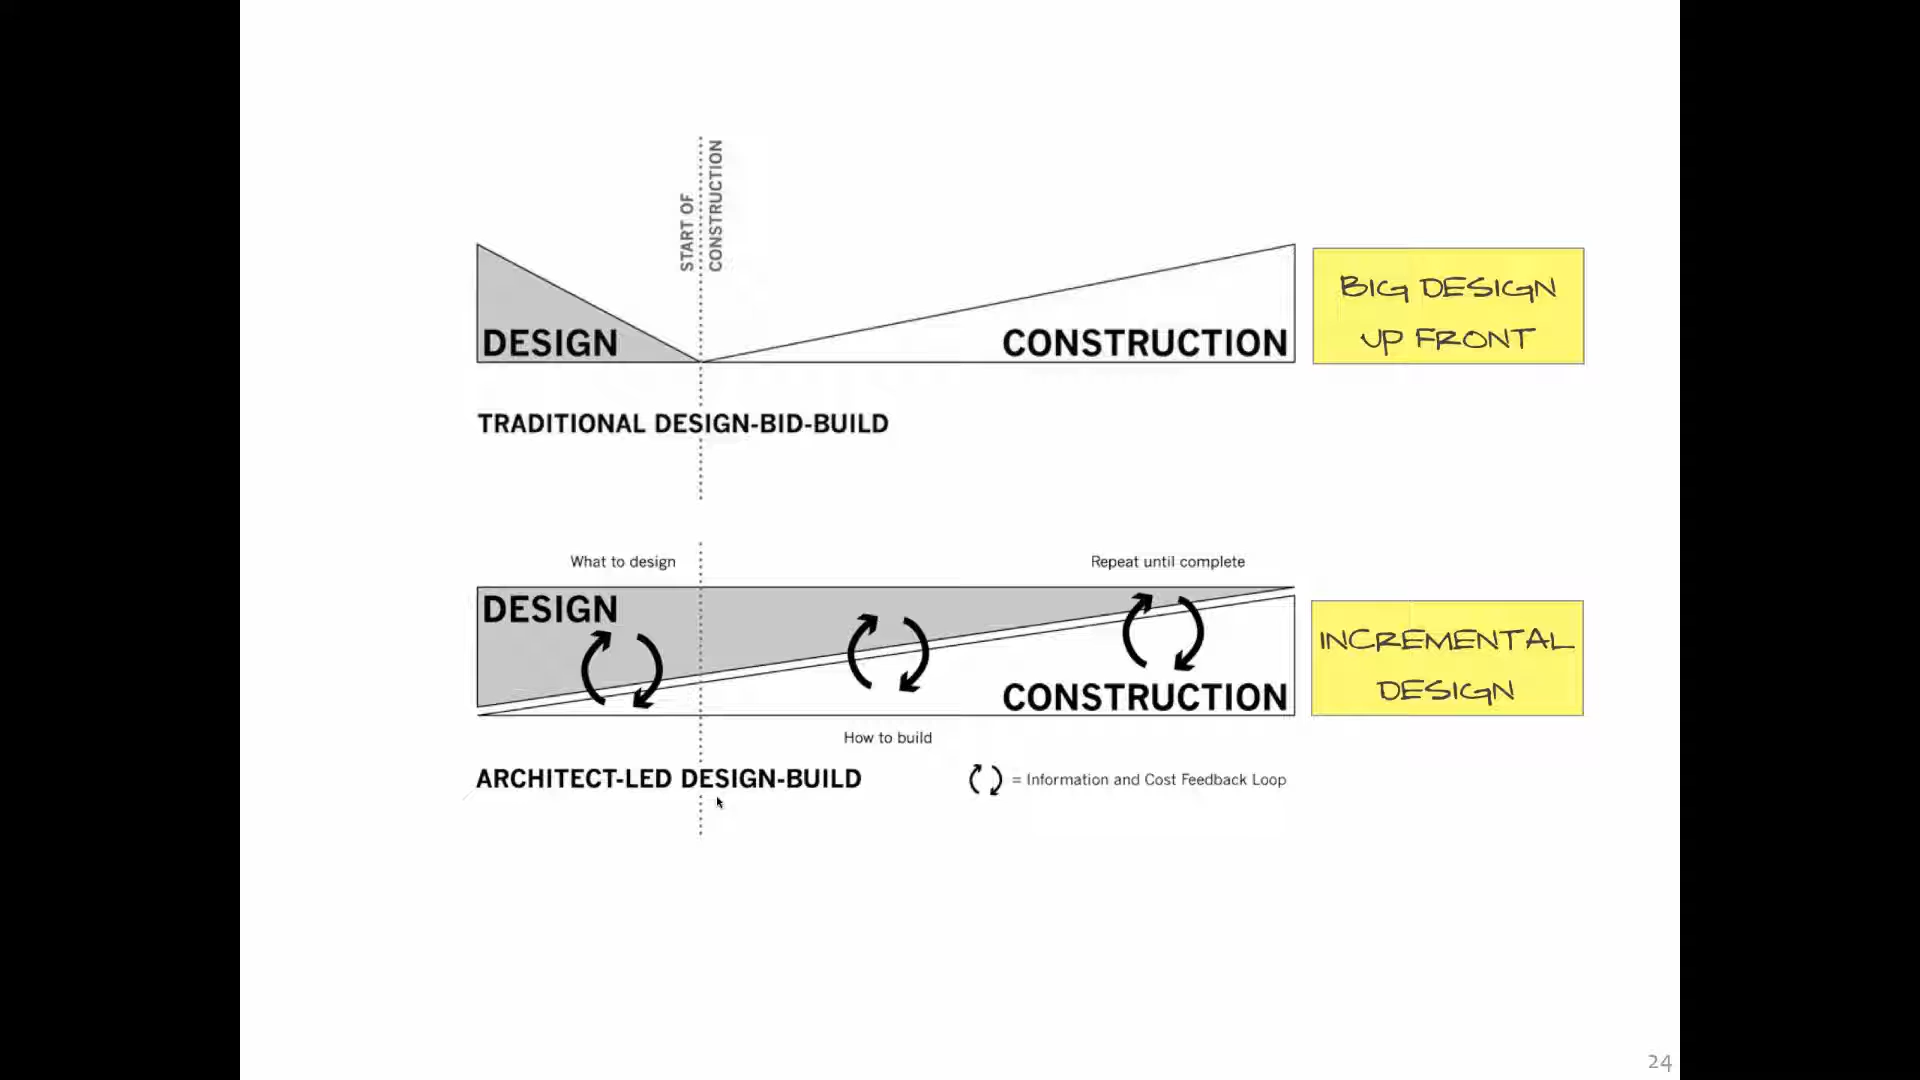 START OF
CONSTRUCTION
DESIGN
CONSTRUCTION
BIG DESIGN
UP FRONT
TRADITIONAL DESIGN-BID-BUILD
What to design
Repeat until complete
DESIGN
CONSTRUCTION
INCREMENTAL
DESIGN
How to build
ARCHITECT-LED DESIGN-BUILD
= Information and Cost Feedback Loop
24